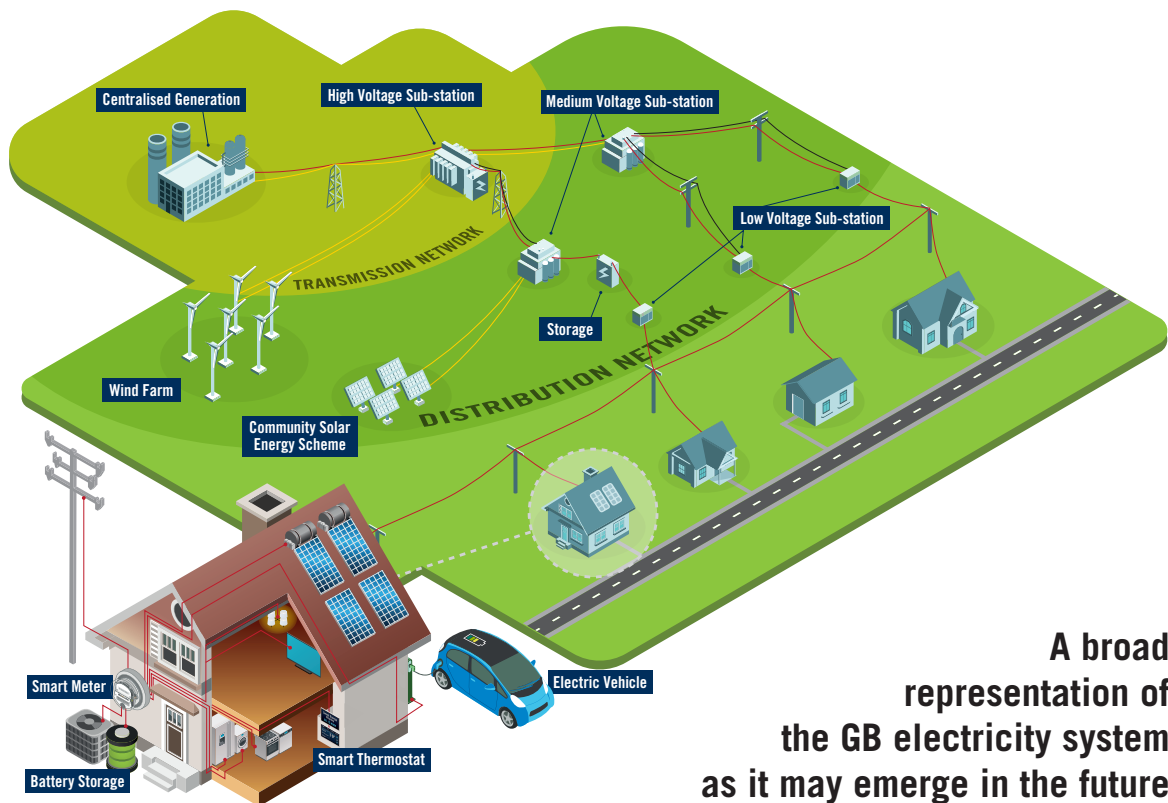 Centralised Generation
High Voltage Sub-station
Medium Voltage Sub-station
Low Voltage Sub-station
TRANSMISSION NETWORK
Storage
DISTRIBUTION NETWORK
Wind Farm
Community Solar
Energy Scheme
Smart Meter
Electric Vehicle
Smart Thermostat
Battery Storage
A broad
representation of
the GB electricity system
as it may emerge in the future